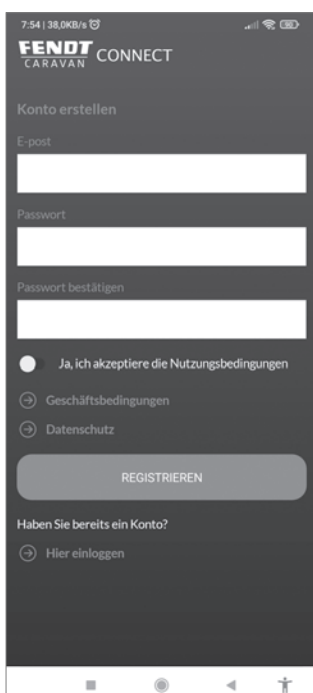 7:54 | 38,0KB/s
FENDT
CARAVAN CONNECT
Konto erstellen
E-post
Passwort
Passwort bestätigen
Ja, ich akzeptiere die Nutzungsbedingungen
Geschäftsbedingungen
Datenschutz
REGISTRIEREN
Haben Sie bereits ein Konto?
Hier einloggen